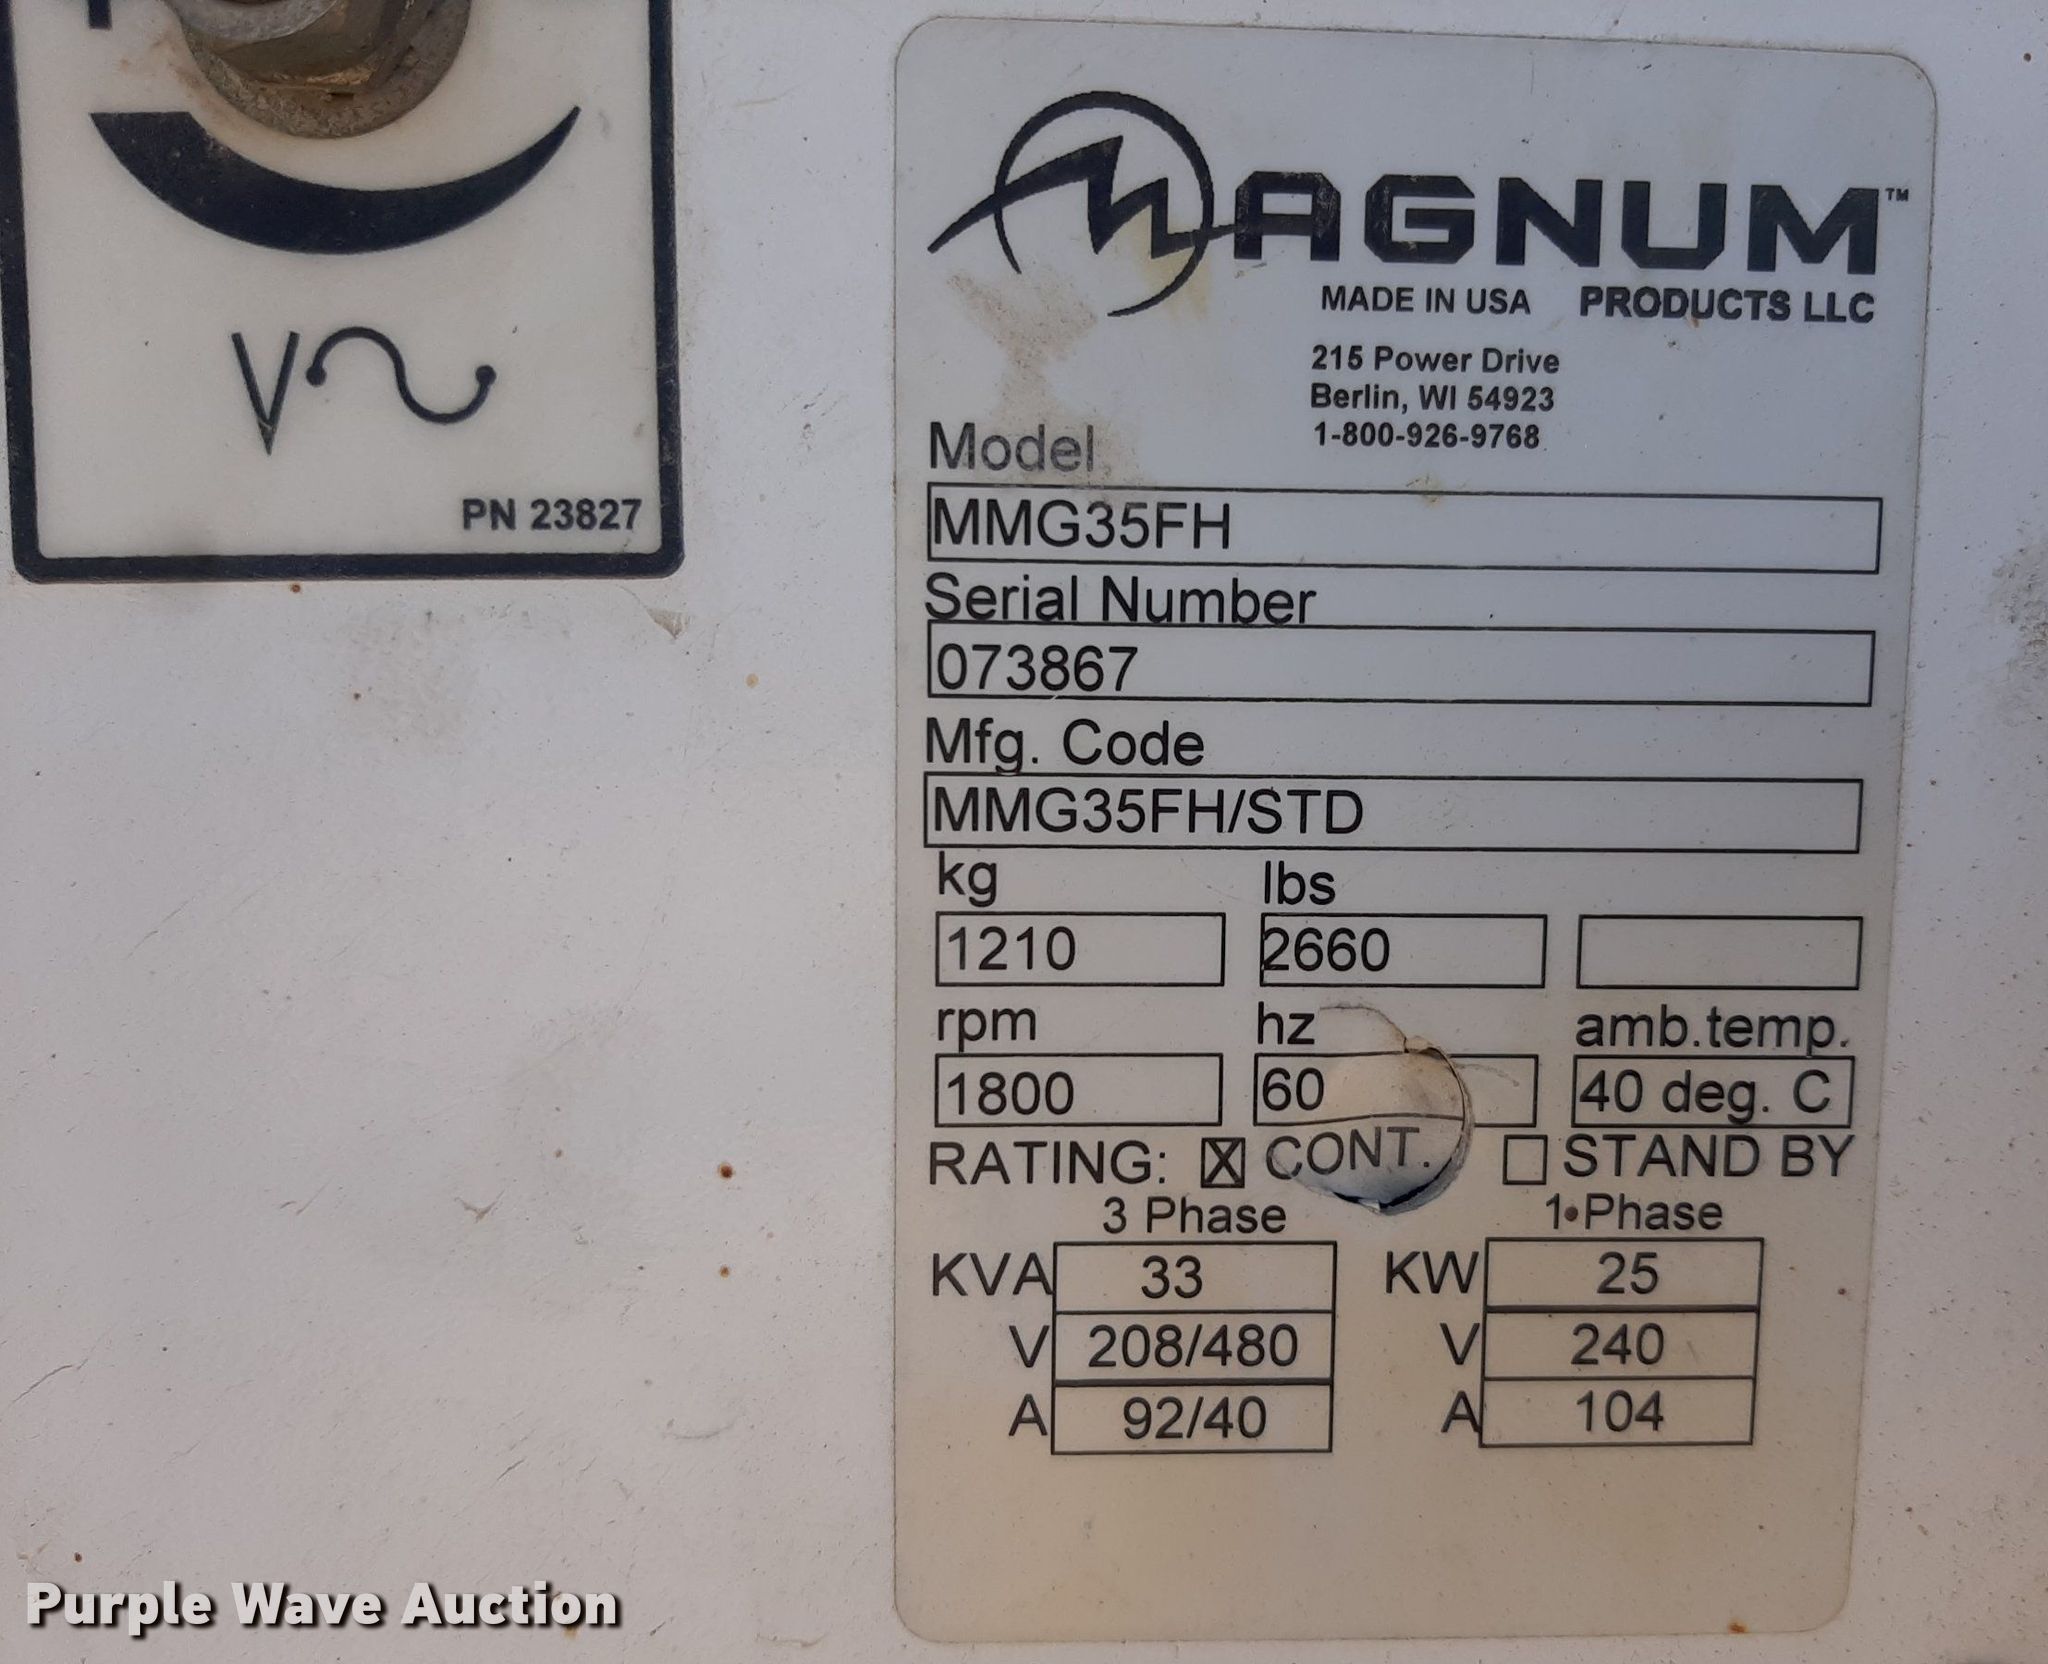 V
PN 23827
MAGNUM™
MADE IN USA PRODUCTS LLC
215 Power Drive
Berlin, WI 54923
1-800-926-9768
Model
MMG35FH
Serial Number
073867
Mfg. Code
MMG35FH/STD
kg lbs
1210 2660
rpm hz amb.temp.
1800 60 40 deg. C
RATING: ☒ CONT. ☐ STAND BY
3 Phase 1 Phase
KVA 33 KW 25
V 208/480 V 240
A 92/40 A 104
Purple Wave Auction